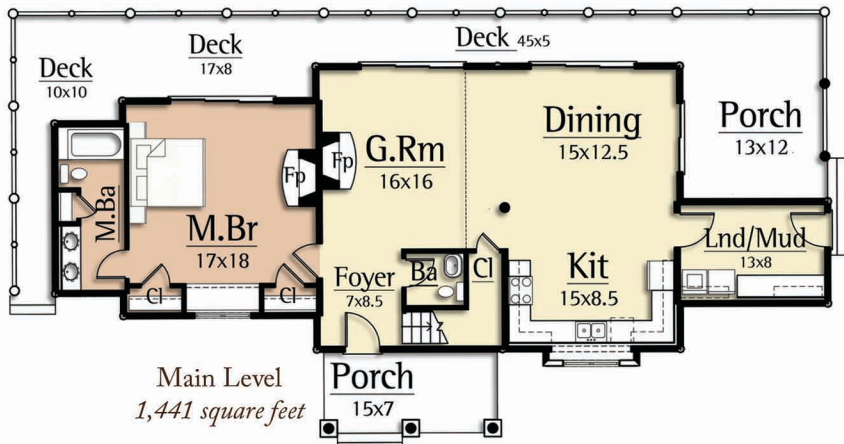 Deck
17x8
Deck 45x5
Deck
10x10
Porch
13x12
Dining
15x12.5
G.Rm
16x16
Fp
Fp
M.Ba
M.Br
17x18
Lnd/Mud
13x8
Foyer
7x8.5
Ba
Cl
Kit
15x8.5
Cl
Cl
Main Level
1,441 square feet
Porch
15x7